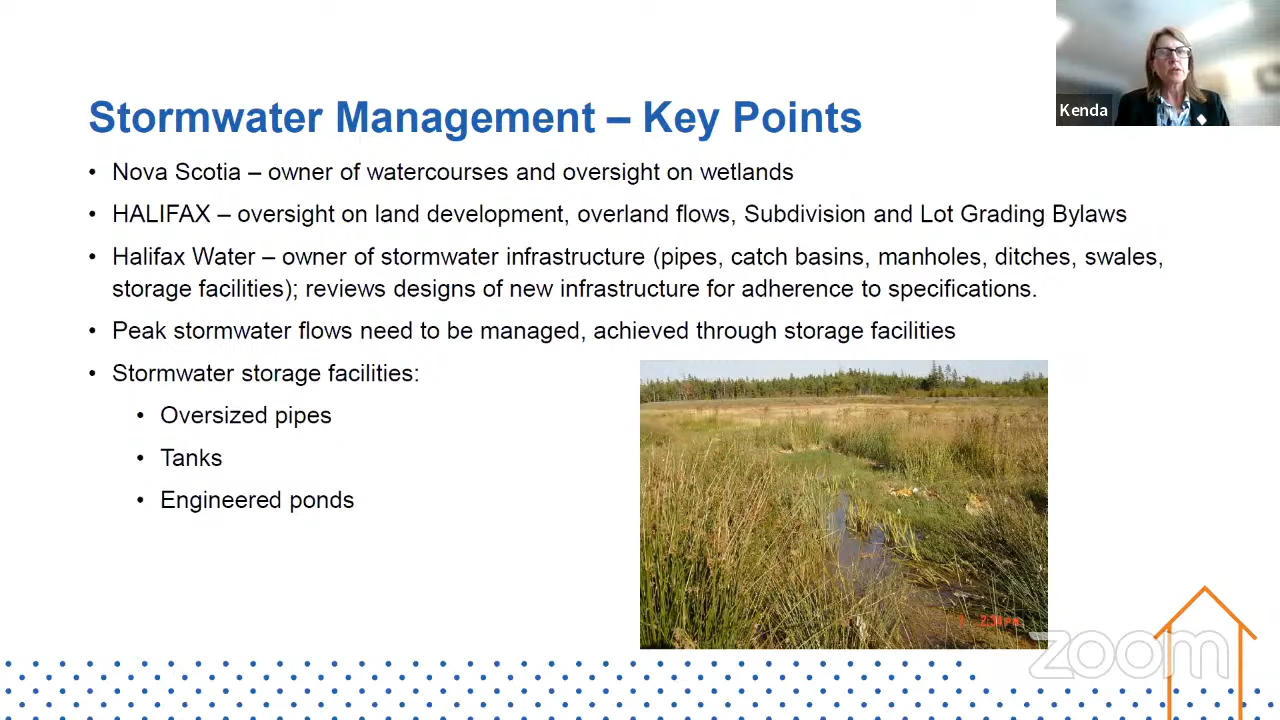 Kenda
Stormwater Management – Key Points
• Nova Scotia – owner of watercourses and oversight on wetlands
• HALIFAX – oversight on land development, overland flows, Subdivision and Lot Grading Bylaws
• Halifax Water – owner of stormwater infrastructure (pipes, catch basins, manholes, ditches, swales,
storage facilities); reviews designs of new infrastructure for adherence to specifications.
• Peak stormwater flows need to be managed, achieved through storage facilities
• Stormwater storage facilities:
• Oversized pipes
• Tanks
• Engineered ponds
zoom